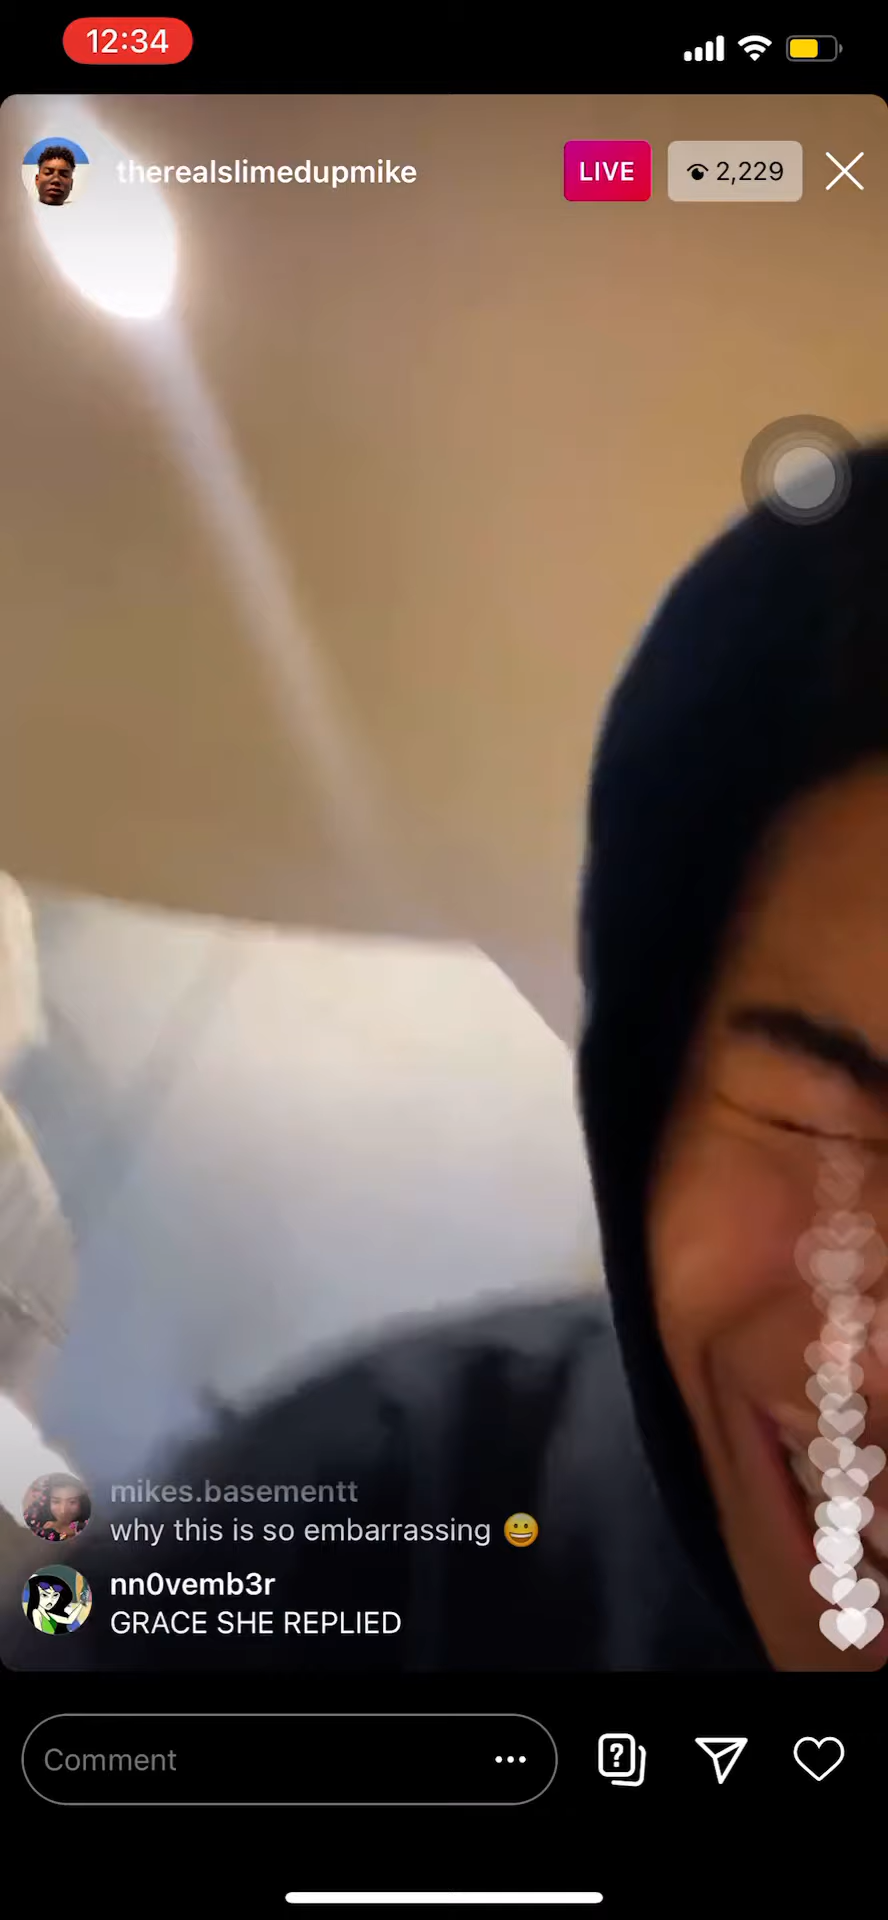 12:34
therealslimedupmike
LIVE
2,229
mikes.basementt
why this is so embarrassing 😀
nn0vemb3r
GRACE SHE REPLIED
Comment